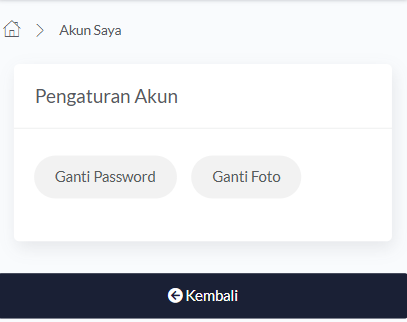 Akun Saya
Pengaturan Akun
Ganti Password Ganti Foto
Kembali